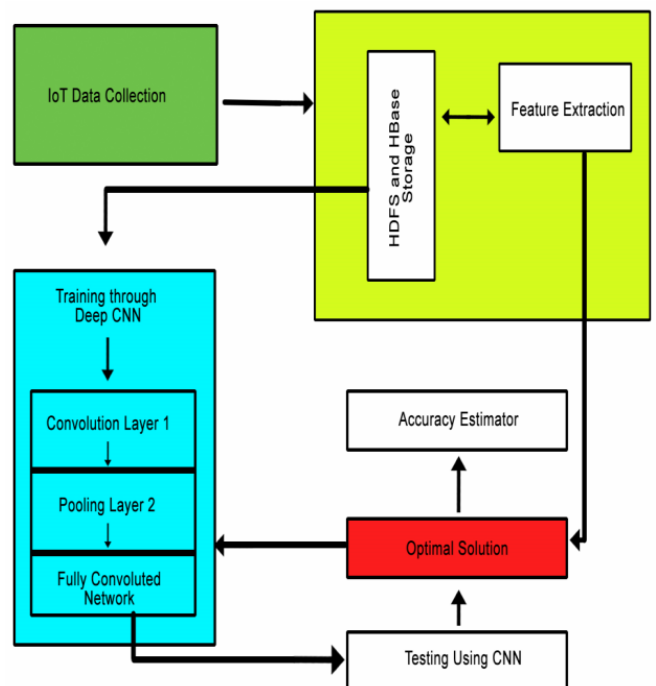 IoT Data Collection
HDFS and HBase
Storage
Feature Extraction
Training through
Deep CNN
Convolution Layer 1
Pooling Layer 2
Fully Convoluted
Network
Accuracy Estimator
Optimal Solution
Testing Using CNN